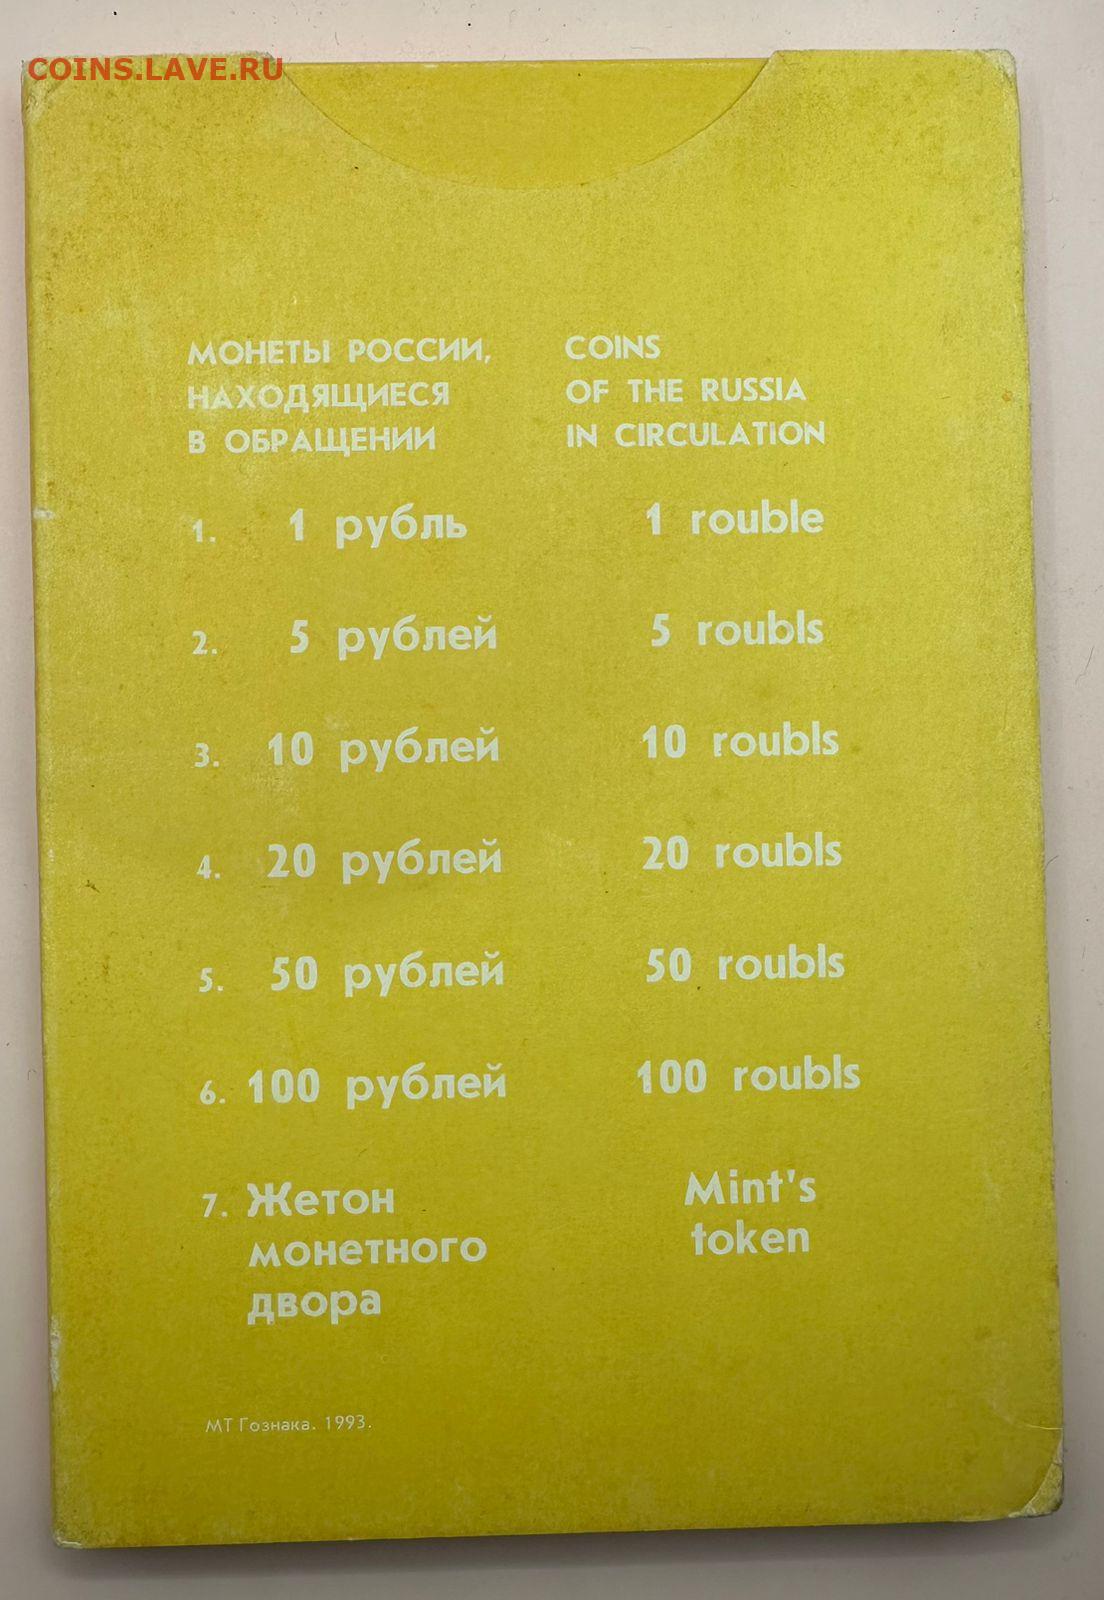 COINS.LAVE.RU
МОНЕТЫ РОССИИ,
НАХОДЯЩИЕСЯ
В ОБРАЩЕНИИ
COINS
OF THE RUSSIA
IN CIRCULATION
1. 1 рубль 1 rouble
2. 5 рублей 5 roubls
3. 10 рублей 10 roubls
4. 20 рублей 20 roubls
5. 50 рублей 50 roubls
6. 100 рублей 100 roubls
7. Жетон
монетного
двора
Mint's
token
МТ Гознака. 1993.